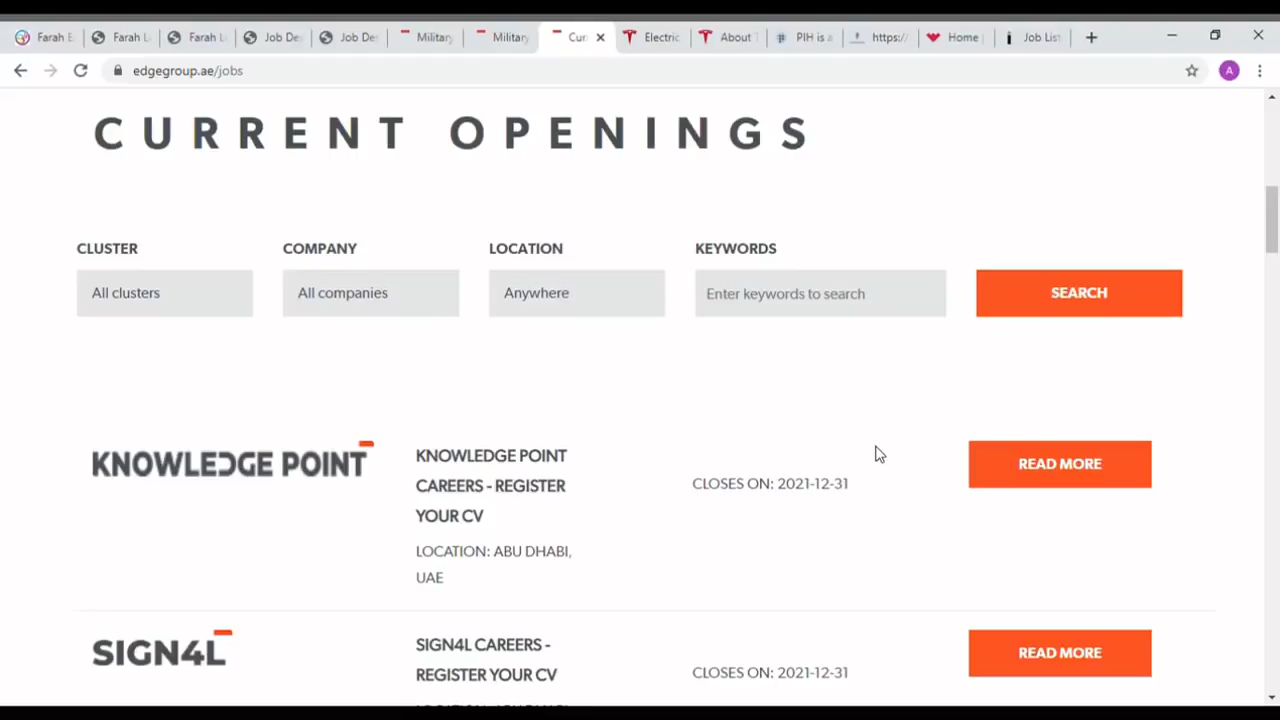 Farah E
Farah L
Farah L
Job De
Job De
Military
Military
Cur
Electric
About T
PIH is a
https://
Home
Job List
edgegroup.ae/jobs
A
CURRENT OPENINGS
CLUSTER
COMPANY
LOCATION
KEYWORDS
All clusters
All companies
Anywhere
Enter keywords to search
SEARCH
KNOWLEDGE POINT
KNOWLEDGE POINT
CAREERS - REGISTER
YOUR CV
LOCATION: ABU DHABI,
UAE
CLOSES ON: 2021-12-31
READ MORE
SIGN4L
SIGN4L CAREERS -
REGISTER YOUR CV
CLOSES ON: 2021-12-31
READ MORE